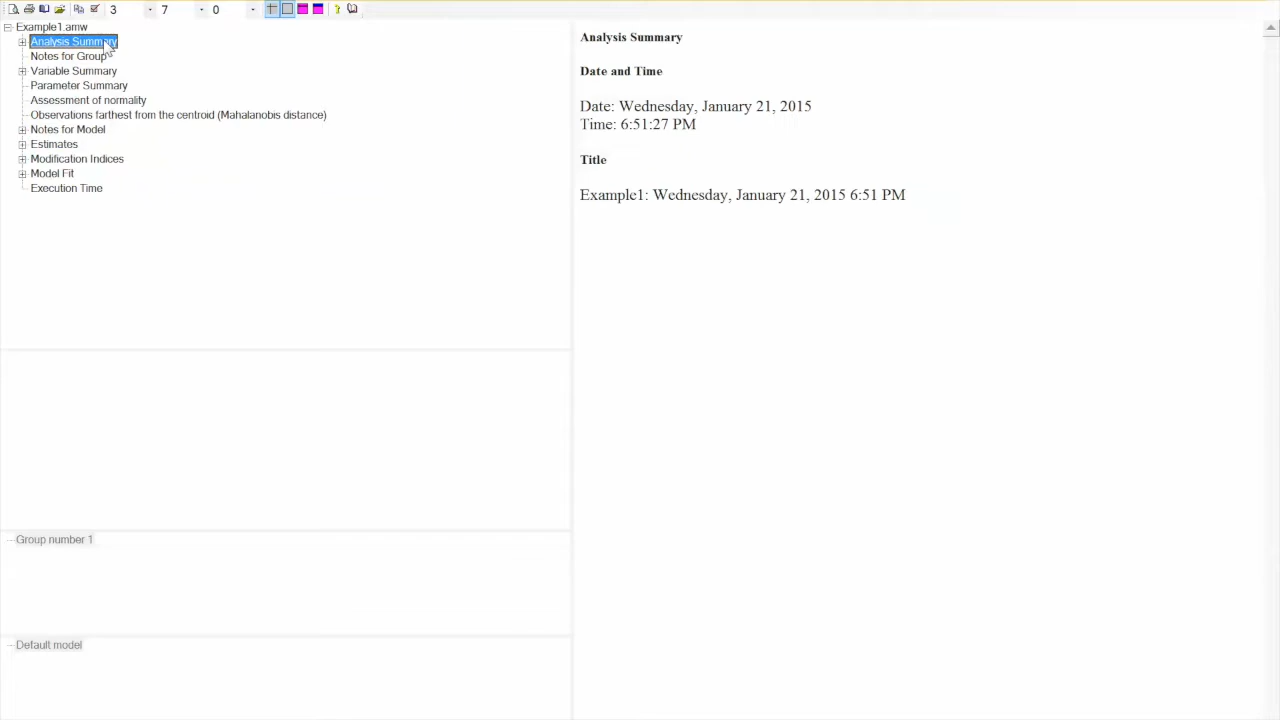 3 7 0
Example1.amw
Analysis Summary
Notes for Group
Variable Summary
Parameter Summary
Assessment of normality
Observations farthest from the centroid (Mahalanobis distance)
Notes for Model
Estimates
Modification Indices
Model Fit
Execution Time
Group number 1
Default model
Analysis Summary
Date and Time
Date: Wednesday, January 21, 2015
Time: 6:51:27 PM
Title
Example1: Wednesday, January 21, 2015 6:51 PM